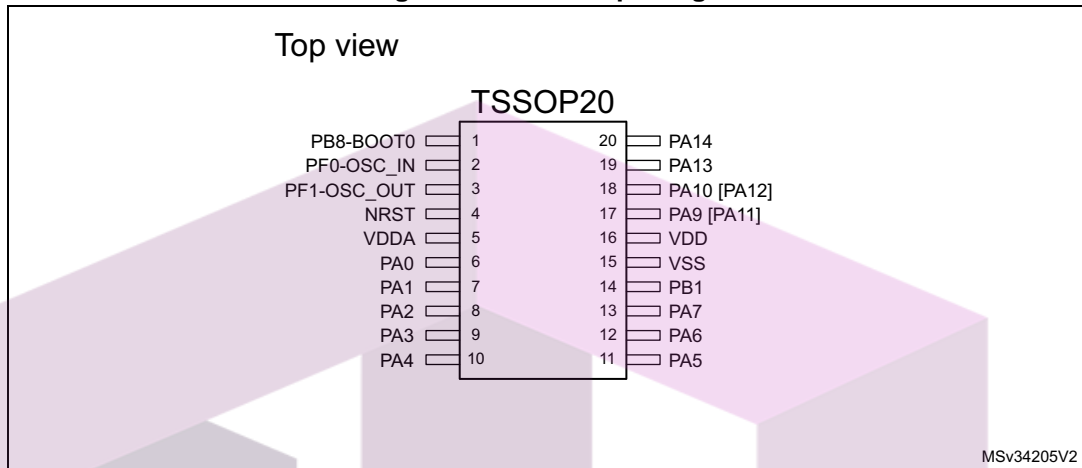 Top view
TSSOP20
PB8-BOOT0 1 20 PA14
PF0-OSC_IN 2 19 PA13
PF1-OSC_OUT 3 18 PA10 [PA12]
NRST 4 17 PA9 [PA11]
VDDA 5 16 VDD
PA0 6 15 VSS
PA1 7 14 PB1
PA2 8 13 PA7
PA3 9 12 PA6
PA4 10 11 PA5
MSv34205V2